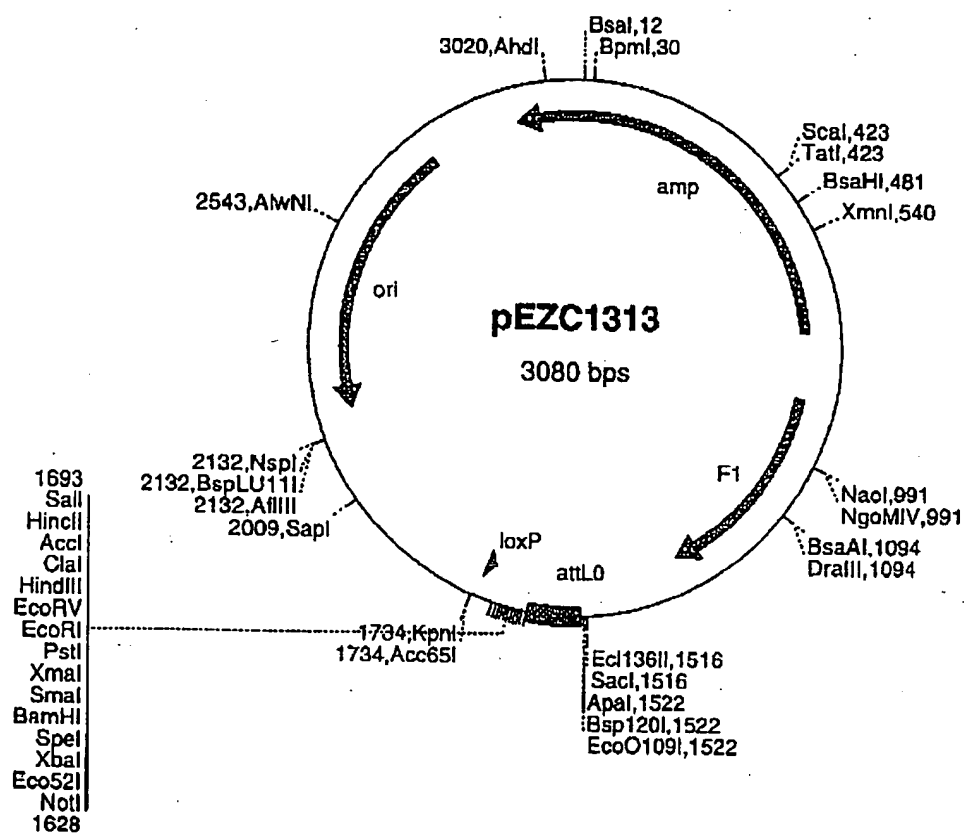 BsaI,12
3020,AhdI
BpmI,30
ScaI,423
TatI,423
BsaHI,481
XmnI,540
amp
2543,AlwNI
ori
pEZC1313
3080 bps
F1
NaoI,991
NgoMIV,991
BsaAI,1094
DraIII,1094
2132,NspI
2132,BspLU11I
2132,AflIII
2009,SapI
loxP
attL0
1734,KpnI
1734,Acc65I
Ecl136II,1516
SacI,1516
ApaI,1522
Bsp120I,1522
EcoO109I,1522
1693
SalI
HincII
AccI
ClaI
HindIII
EcoRV
EcoRI
PstI
XmaI
SmaI
BamHI
SpeI
XbaI
Eco52I
NotI
1628